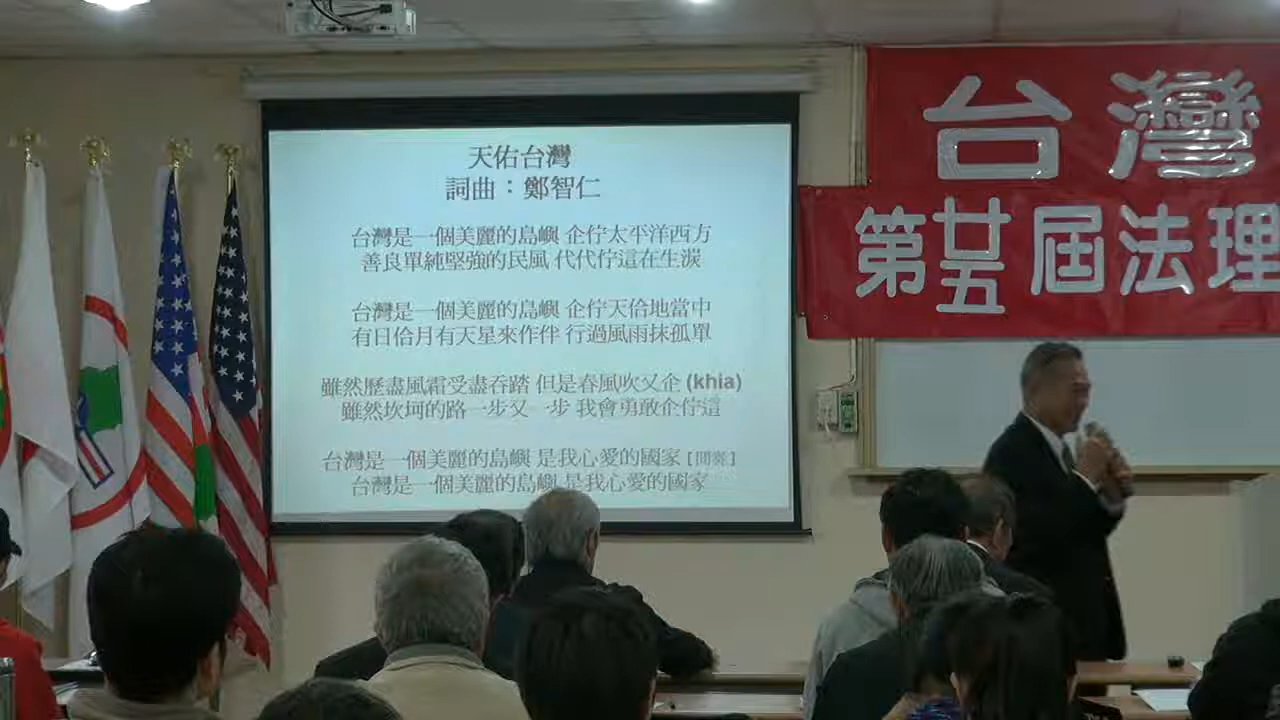 天佑台灣
詞曲：鄭智仁
台灣是一個美麗的島嶼 企佇太平洋西方
善良單純堅強的民風 代代佇這在生湠
台灣是一個美麗的島嶼 企佇天佮地當中
有日佮月有天星來作伴 行過風雨抹孤單
雖然歷盡風霜受盡吞踏 但是春風吹又企 (khia)
雖然坎坷的路一步又一步 我會勇敢企佇這
台灣是一個美麗的島嶼 是我心愛的國家
台灣是一個美麗的島嶼 是我心愛的國家
台灣
第廿五屆法理